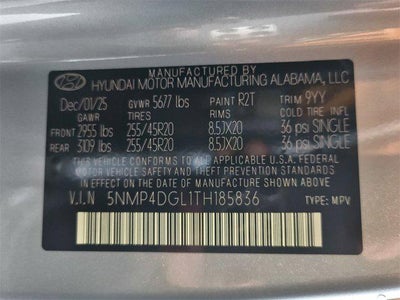 MANUFACTURED BY
HYUNDAI MOTOR MANUFACTURING ALABAMA, LLC
Dec/01/25 GVWR 5677 lbs PAINT R2T TRIM 9YY
GAWR TIRES RIMS COLD TIRE INFL
FRONT 2955 lbs 255/45R20 8.5JX20 36 psi SINGLE
REAR 3109 lbs 255/45R20 8.5JX20 36 psi SINGLE
THIS VEHICLE CONFORMS TO ALL APPLICABLE U.S.A FEDERAL MOTOR
VEHICLE SAFETY AND THEFT PREVENTION STANDARDS IN EFFECT ON
THE DATE OF MANUFACTURE SHOWN ABOVE.
V.I.N 5NMP4DGL1TH185836 TYPE: MPV